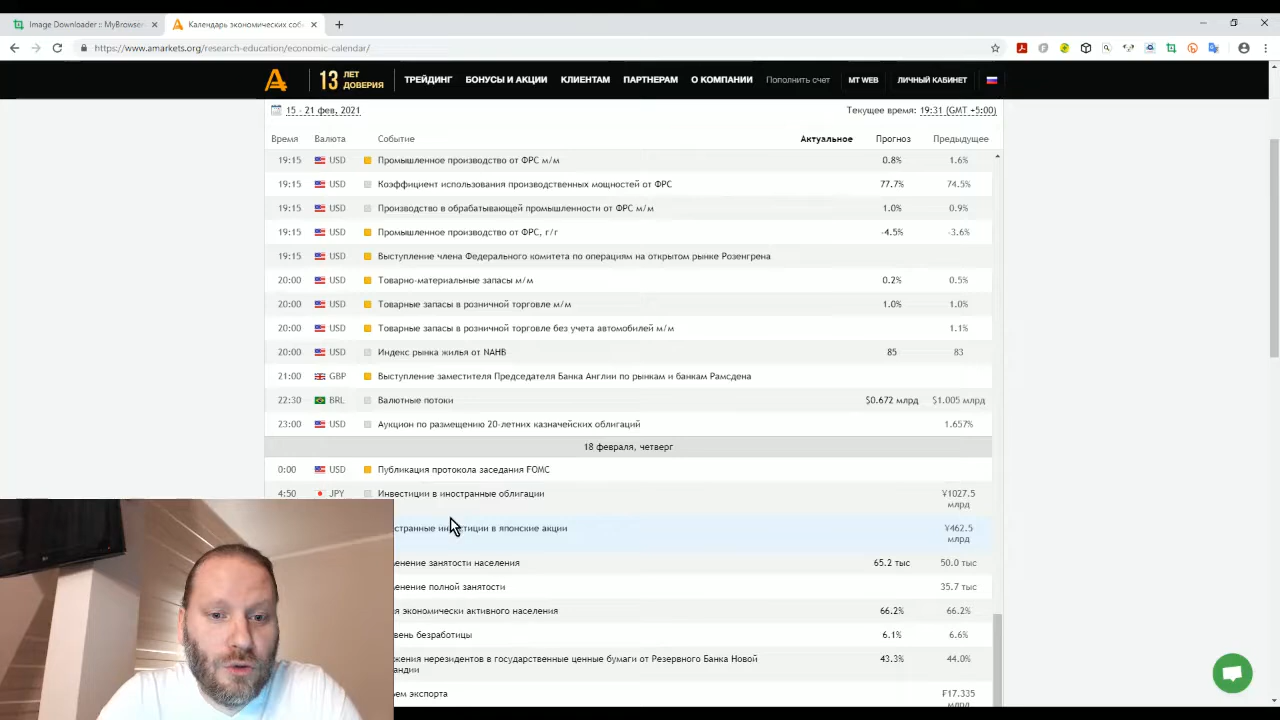 Image Downloader :: MyBrowser
Календарь экономических соб
https://www.amarkets.org/research-education/economic-calendar/
13 ЛЕТ ДОВЕРИЯ
ТРЕЙДИНГ БОНУСЫ И АКЦИИ КЛИЕНТАМ ПАРТНЕРАМ О КОМПАНИИ Пополнить счет MT WEB ЛИЧНЫЙ КАБИНЕТ
15 - 21 фев, 2021 Текущее время: 19:31 (GMT +5:00)
Время Валюта Событие Актуальное Прогноз Предыдущее
19:15 USD Промышленное производство от ФРС м/м 0.8% 1.6%
19:15 USD Коэффициент использования производственных мощностей от ФРС 77.7% 74.5%
19:15 USD Производство в обрабатывающей промышленности от ФРС м/м 1.0% 0.9%
19:15 USD Промышленное производство от ФРС, г/г -4.5% -3.6%
19:15 USD Выступление члена Федерального комитета по операциям на открытом рынке Розенгрена
20:00 USD Товарно-материальные запасы м/м 0.2% 0.5%
20:00 USD Товарные запасы в розничной торговле м/м 1.0% 1.0%
20:00 USD Товарные запасы в розничной торговле без учета автомобилей м/м 1.1%
20:00 USD Индекс рынка жилья от NAHB 85 83
21:00 GBP Выступление заместителя Председателя Банка Англии по рынкам и банкам Рамсдена
22:30 BRL Валютные потоки $0.672 млрд $1.005 млрд
23:00 USD Аукцион по размещению 20-летних казначейских облигаций 1.657%
18 февраля, четверг
0:00 USD Публикация протокола заседания FOMC
4:50 JPY Инвестиции в иностранные облигации ¥1027.5
млрд
странные инвестиции в японские акции ¥462.5
млрд
енение занятости населения 65.2 тыс 50.0 тыс
енение полной занятости 35.7 тыс
я экономически активного населения 66.2% 66.2%
вень безработицы 6.1% 6.6%
жения нерезидентов в государственные ценные бумаги от Резервного Банка Новой 43.3% 44.0%
андии
ем экспорта ₣17.335